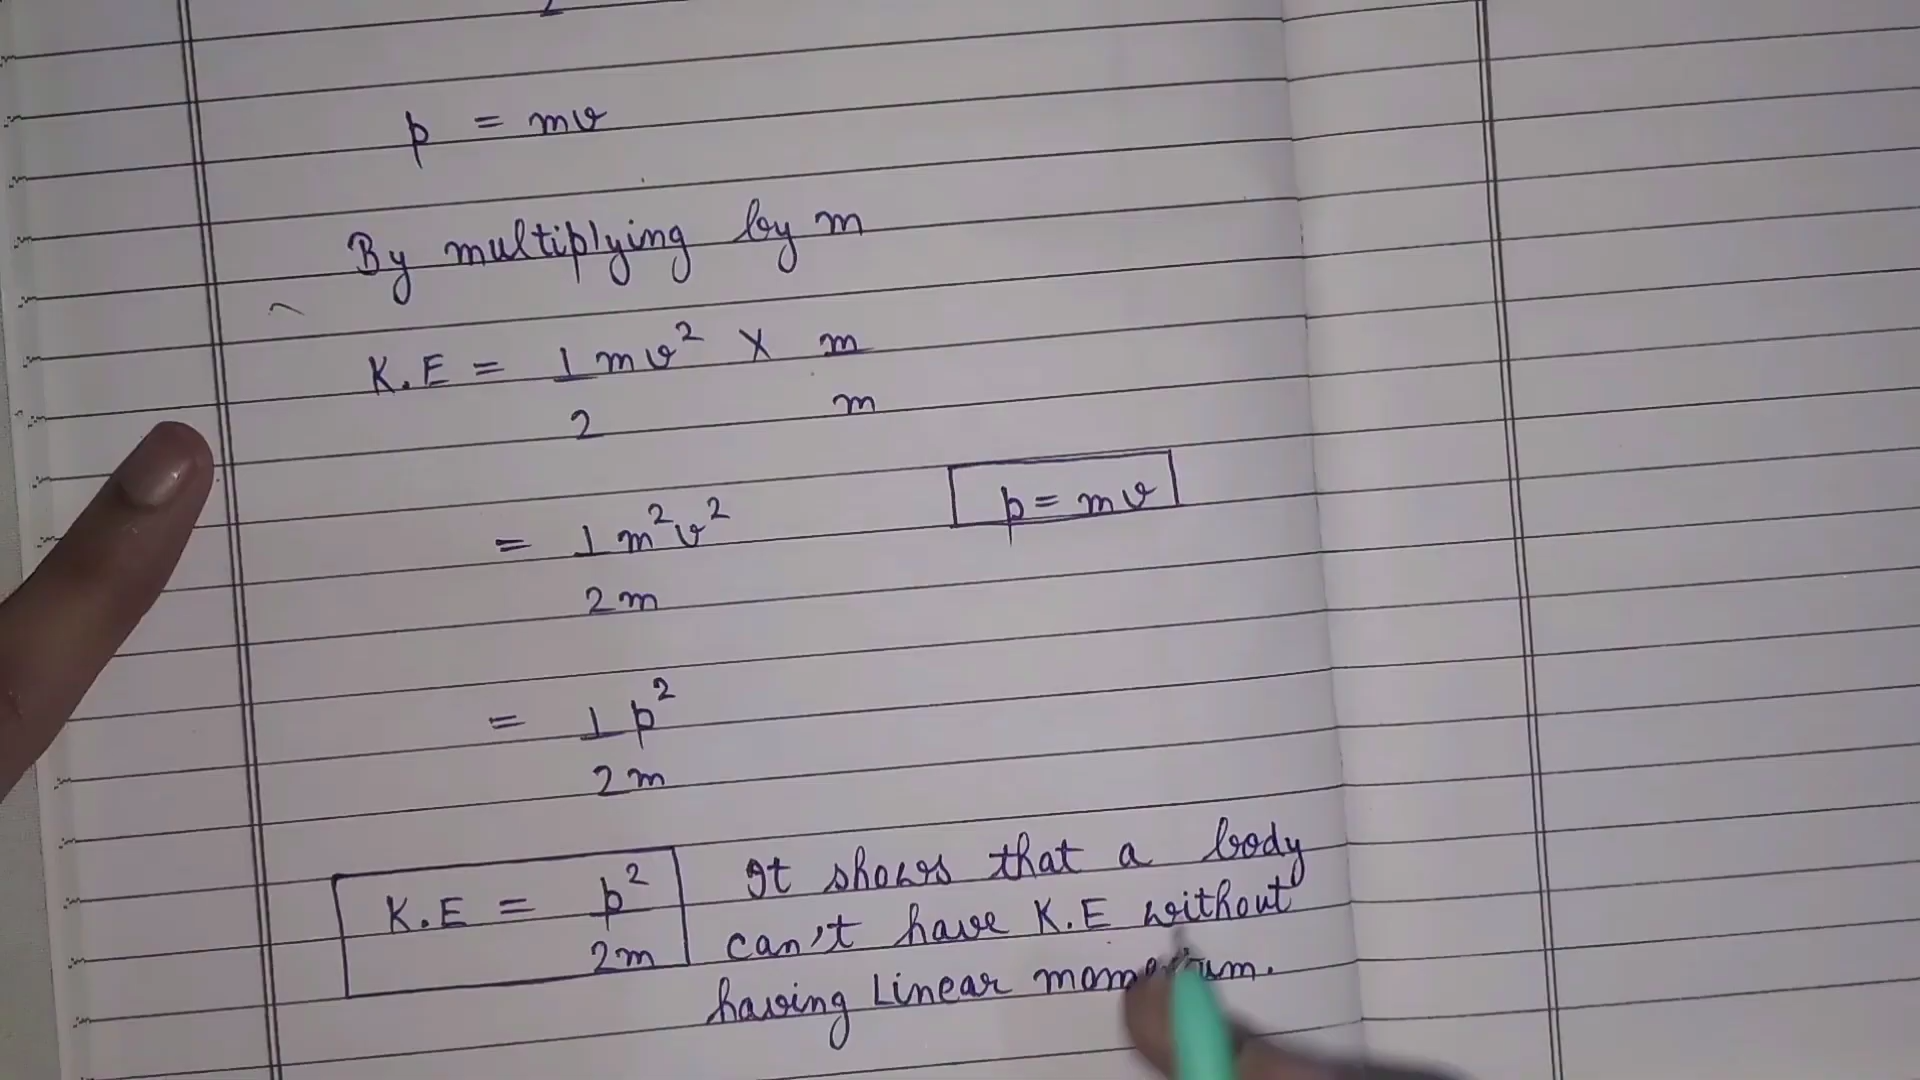 p = mv
By multiplying by m
K.E = 1/2 mv² × m/m
= 1/2m m²v²
p = mv
= 1/2m p²
K.E = p²/2m
It shows that a body
can't have K.E without
having Linear momentum.